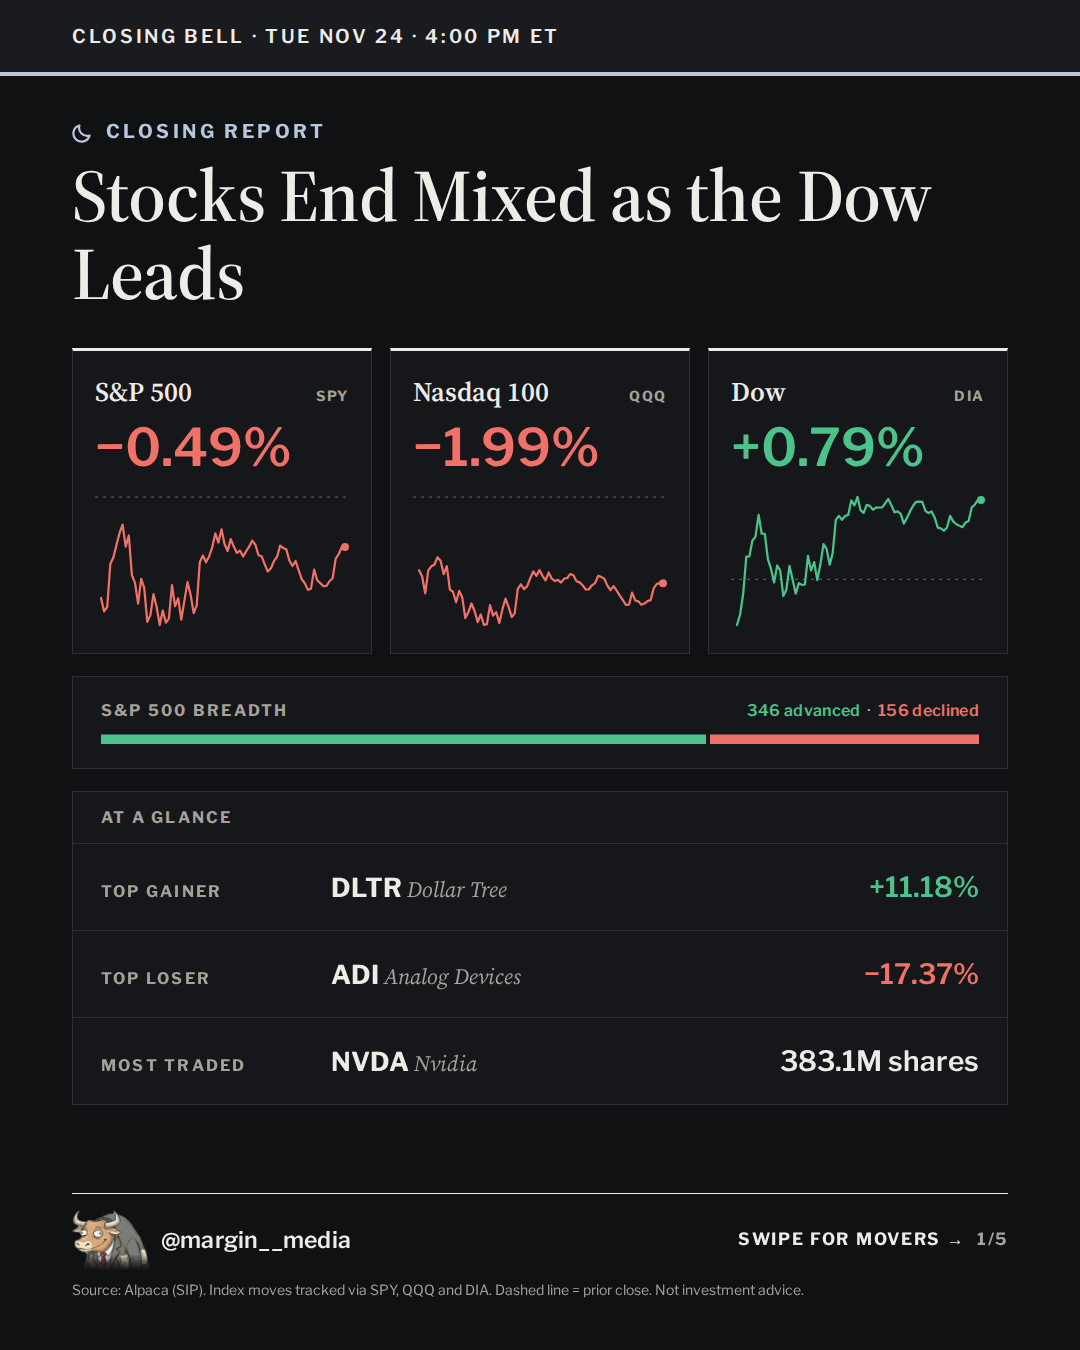 CLOSING BELL · TUE NOV 24 · 4:00 PM ET
CLOSING REPORT
Stocks End Mixed as the Dow
Leads
S&P 500 SPY
−0.49%
Nasdaq 100 QQQ
−1.99%
Dow DIA
+0.79%
S&P 500 BREADTH 346 advanced · 156 declined
AT A GLANCE
TOP GAINER DLTR Dollar Tree +11.18%
TOP LOSER ADI Analog Devices −17.37%
MOST TRADED NVDA Nvidia 383.1M shares
@margin__media SWIPE FOR MOVERS → 1/5
Source: Alpaca (SIP). Index moves tracked via SPY, QQQ and DIA. Dashed line = prior close. Not investment advice.